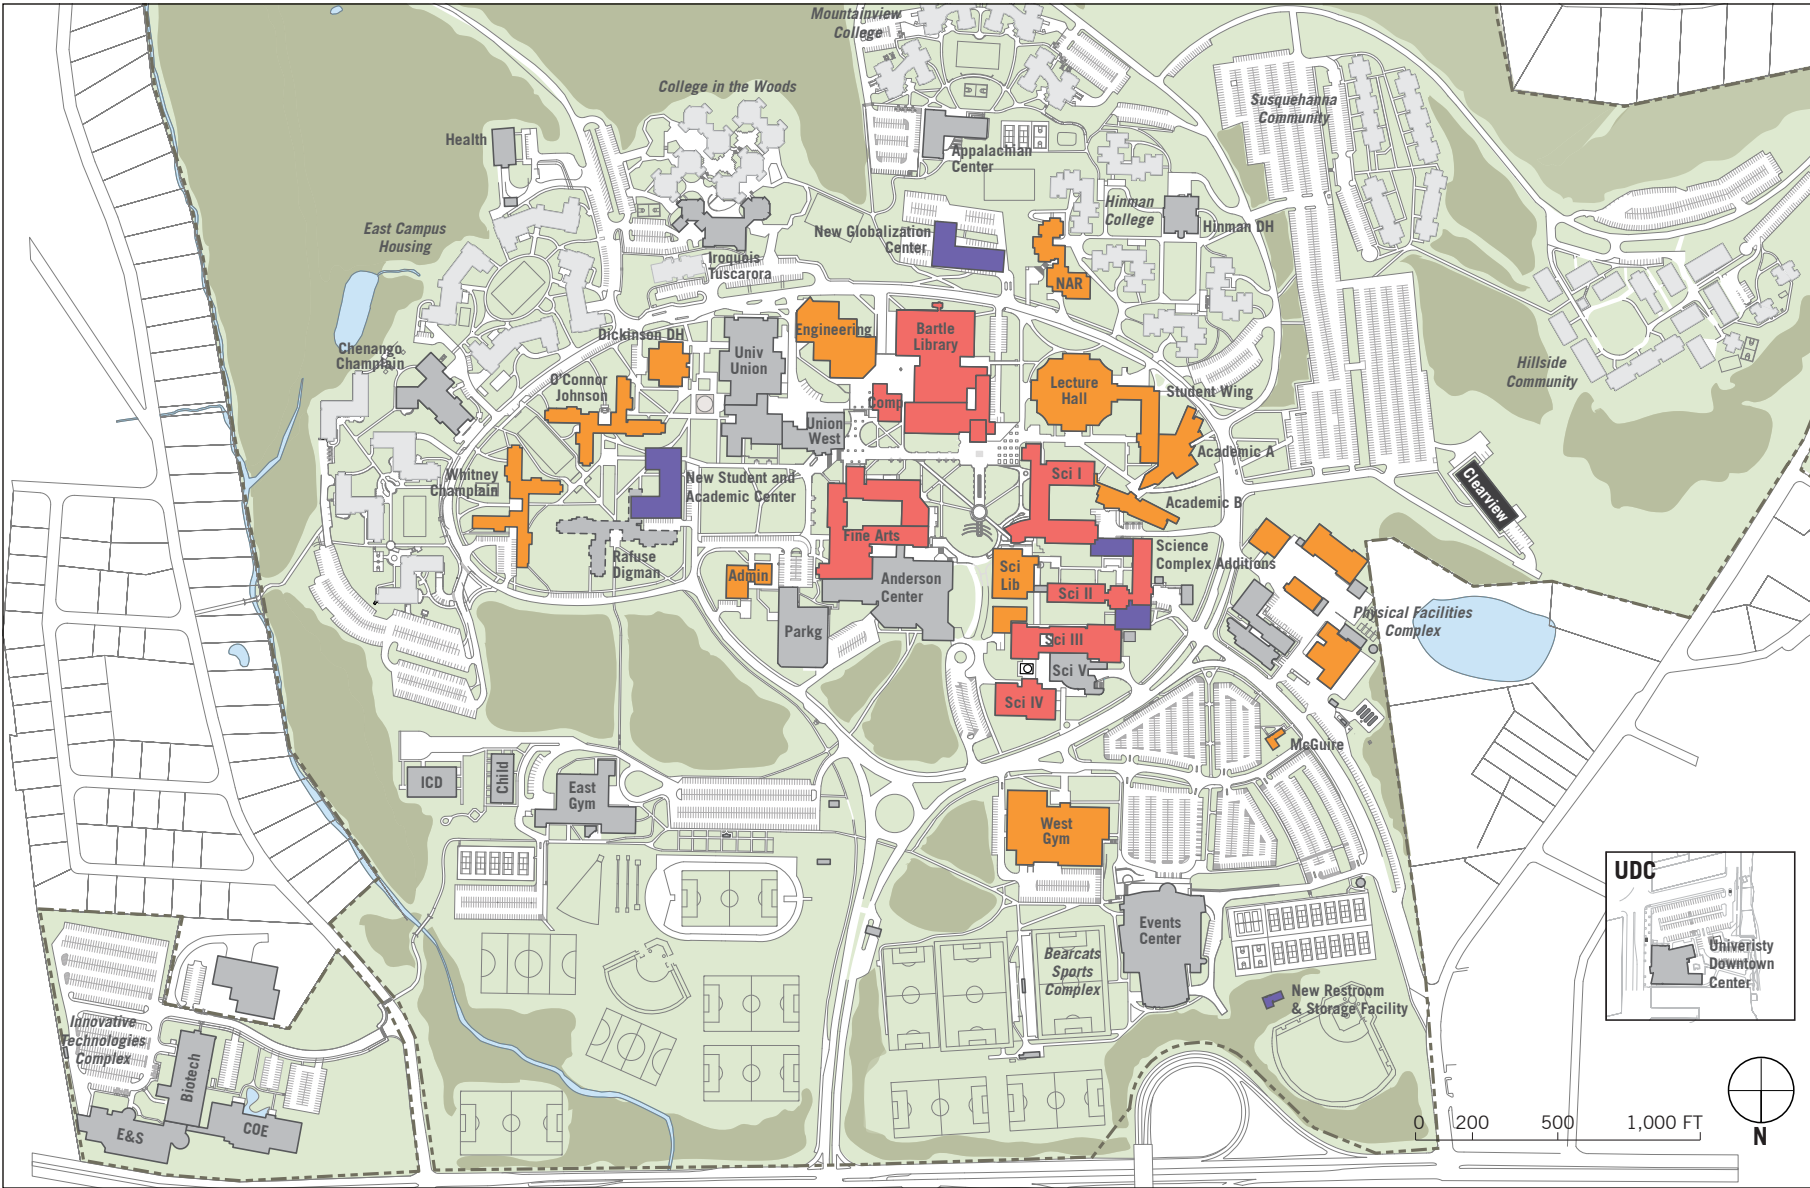 Mountainview
College
College in the Woods
Susquehanna
Community
Health
Appalachian
Center
Hinman
College
Hinman DH
East Campus
Housing
New Globalization
Center
Iroquois
Tuscarora
NAR
Dickinson DH
Engineering
Bartle
Library
Univ
Union
Chenango
Champlain
O'Connor
Johnson
Lecture
Hall
Student Wing
Hillside
Community
Comp
Union
West
Academic A
Whitney
Champlain
New Student and
Academic Center
Sci I
Clearview
Academic B
Fine Arts
Rafuse
Digman
Science
Complex Additions
Admin
Anderson
Center
Sci
Lib
Sci II
Physical Facilities
Complex
Parkg
Sci III
Sci V
Sci IV
McGuire
ICD
Child
East
Gym
West
Gym
UDC
Univeristy
Downtown
Center
Events
Center
Bearcats
Sports
Complex
New Restroom
& Storage Facility
Innovative
Technologies
Complex
Biotech
E&S
COE
0 200 500 1,000 FT
N